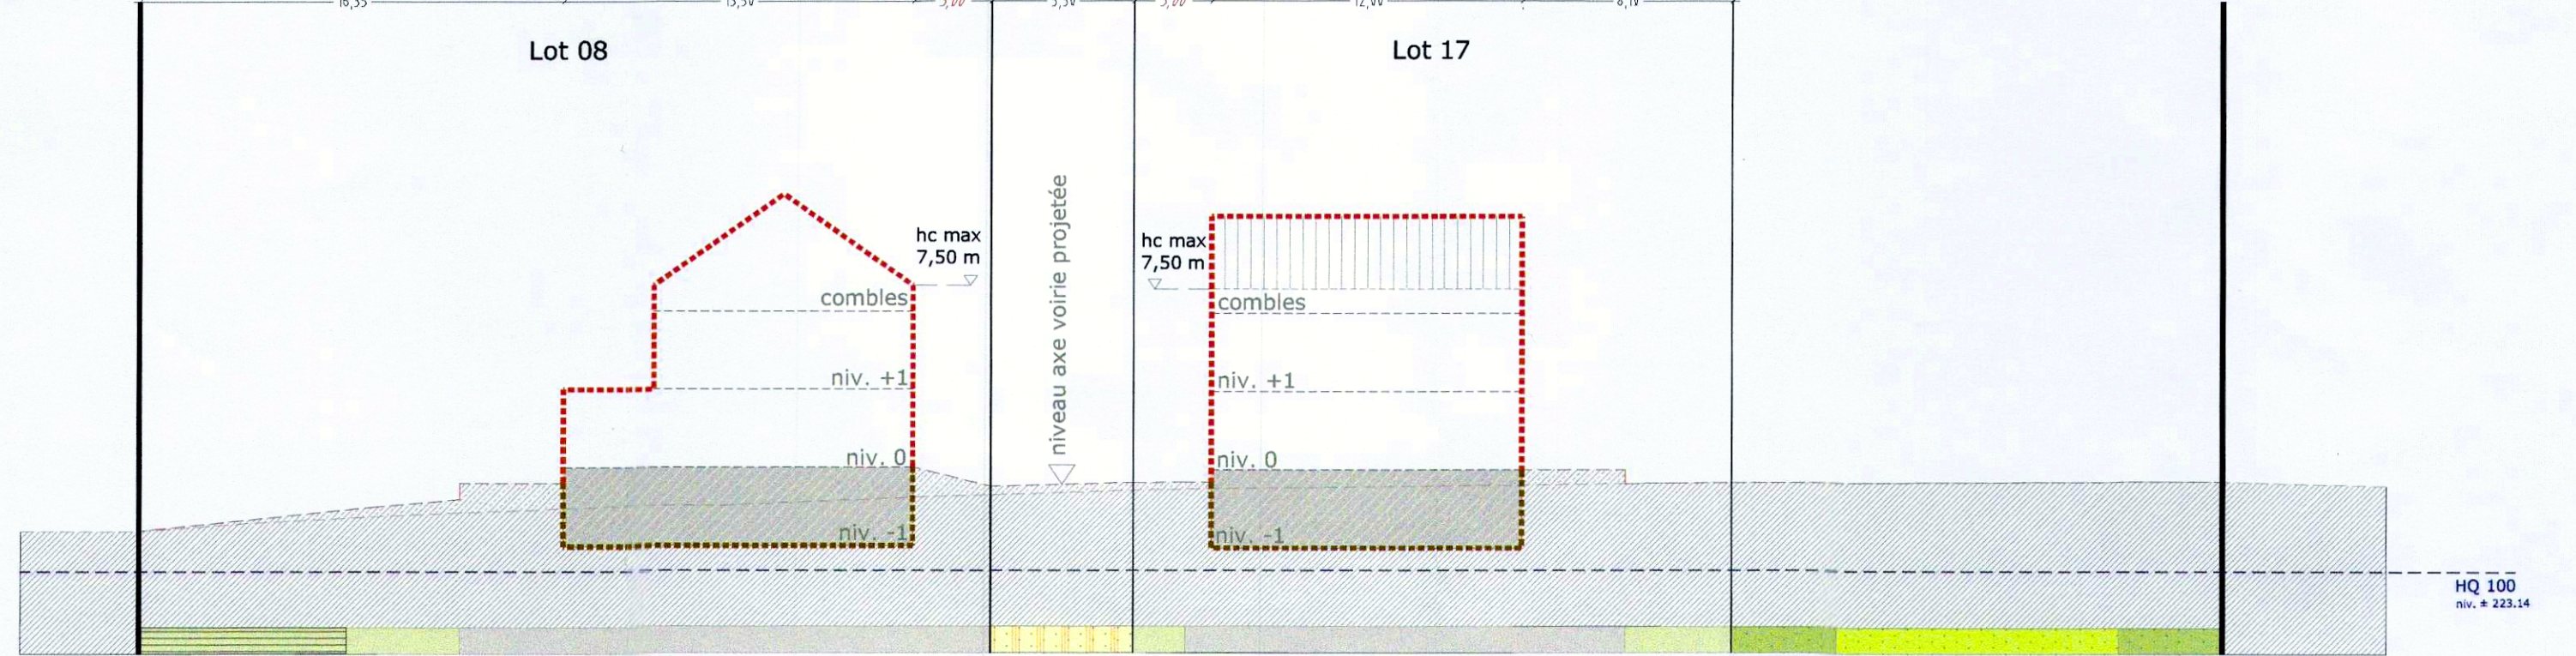 Lot 08
Lot 17
hc max
7,50 m
combles
niv. +1
niv. 0
niv. -1
niveau axe voirie projetée
hc max
7,50 m
combles
niv. +1
niv. 0
niv. -1
HQ 100
niv. ± 223.14